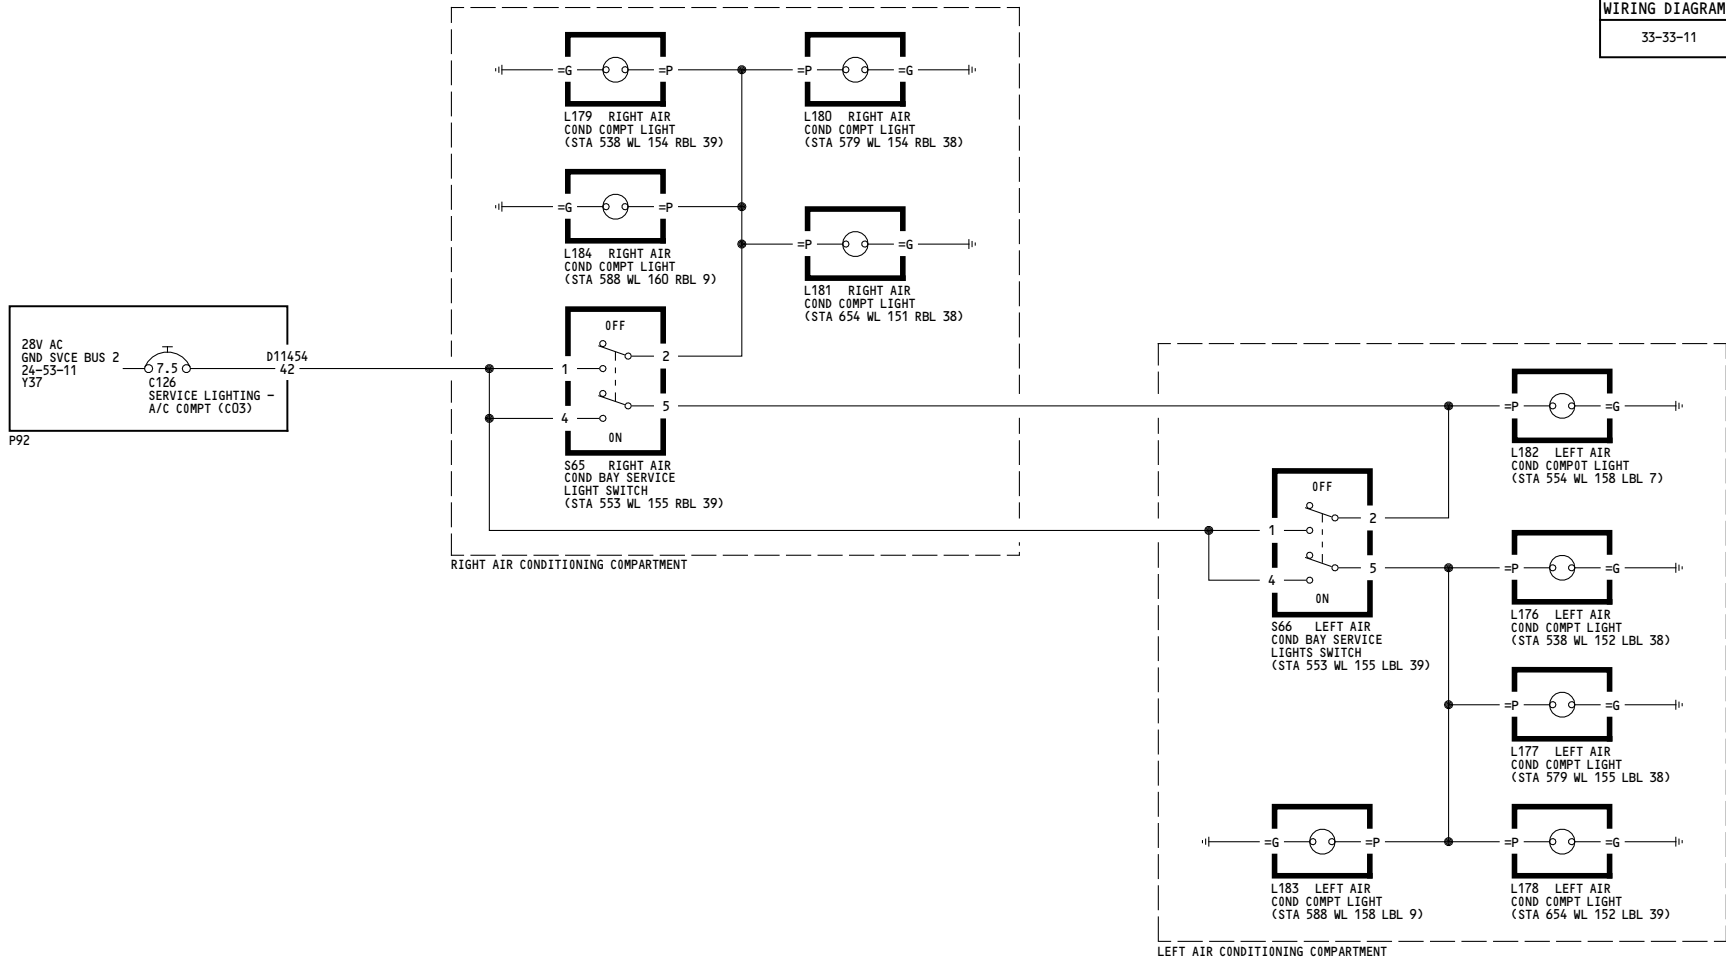 WIRING DIAGRAM
33-33-11
=G
=P
L179 RIGHT AIR
COND COMPT LIGHT
(STA 538 WL 154 RBL 39)
=P
=G
L180 RIGHT AIR
COND COMPT LIGHT
(STA 579 WL 154 RBL 38)
=G
=P
L184 RIGHT AIR
COND COMPT LIGHT
(STA 588 WL 160 RBL 9)
=P
=G
L181 RIGHT AIR
COND COMPT LIGHT
(STA 654 WL 151 RBL 38)
28V AC
GND SVCE BUS 2
24-53-11
Y37
7.5
C126
SERVICE LIGHTING -
A/C COMPT (C03)
D11454
42
P92
OFF
1
2
4
5
ON
S65 RIGHT AIR
COND BAY SERVICE
LIGHT SWITCH
(STA 553 WL 155 RBL 39)
RIGHT AIR CONDITIONING COMPARTMENT
=P
=G
L182 LEFT AIR
COND COMPOT LIGHT
(STA 554 WL 158 LBL 7)
OFF
1
2
4
5
ON
S66 LEFT AIR
COND BAY SERVICE
LIGHTS SWITCH
(STA 553 WL 155 LBL 39)
=P
=G
L176 LEFT AIR
COND COMPT LIGHT
(STA 538 WL 152 LBL 38)
=P
=G
L177 LEFT AIR
COND COMPT LIGHT
(STA 579 WL 155 LBL 38)
=G
=P
L183 LEFT AIR
COND COMPT LIGHT
(STA 588 WL 158 LBL 9)
=P
=G
L178 LEFT AIR
COND COMPT LIGHT
(STA 654 WL 152 LBL 39)
LEFT AIR CONDITIONING COMPARTMENT